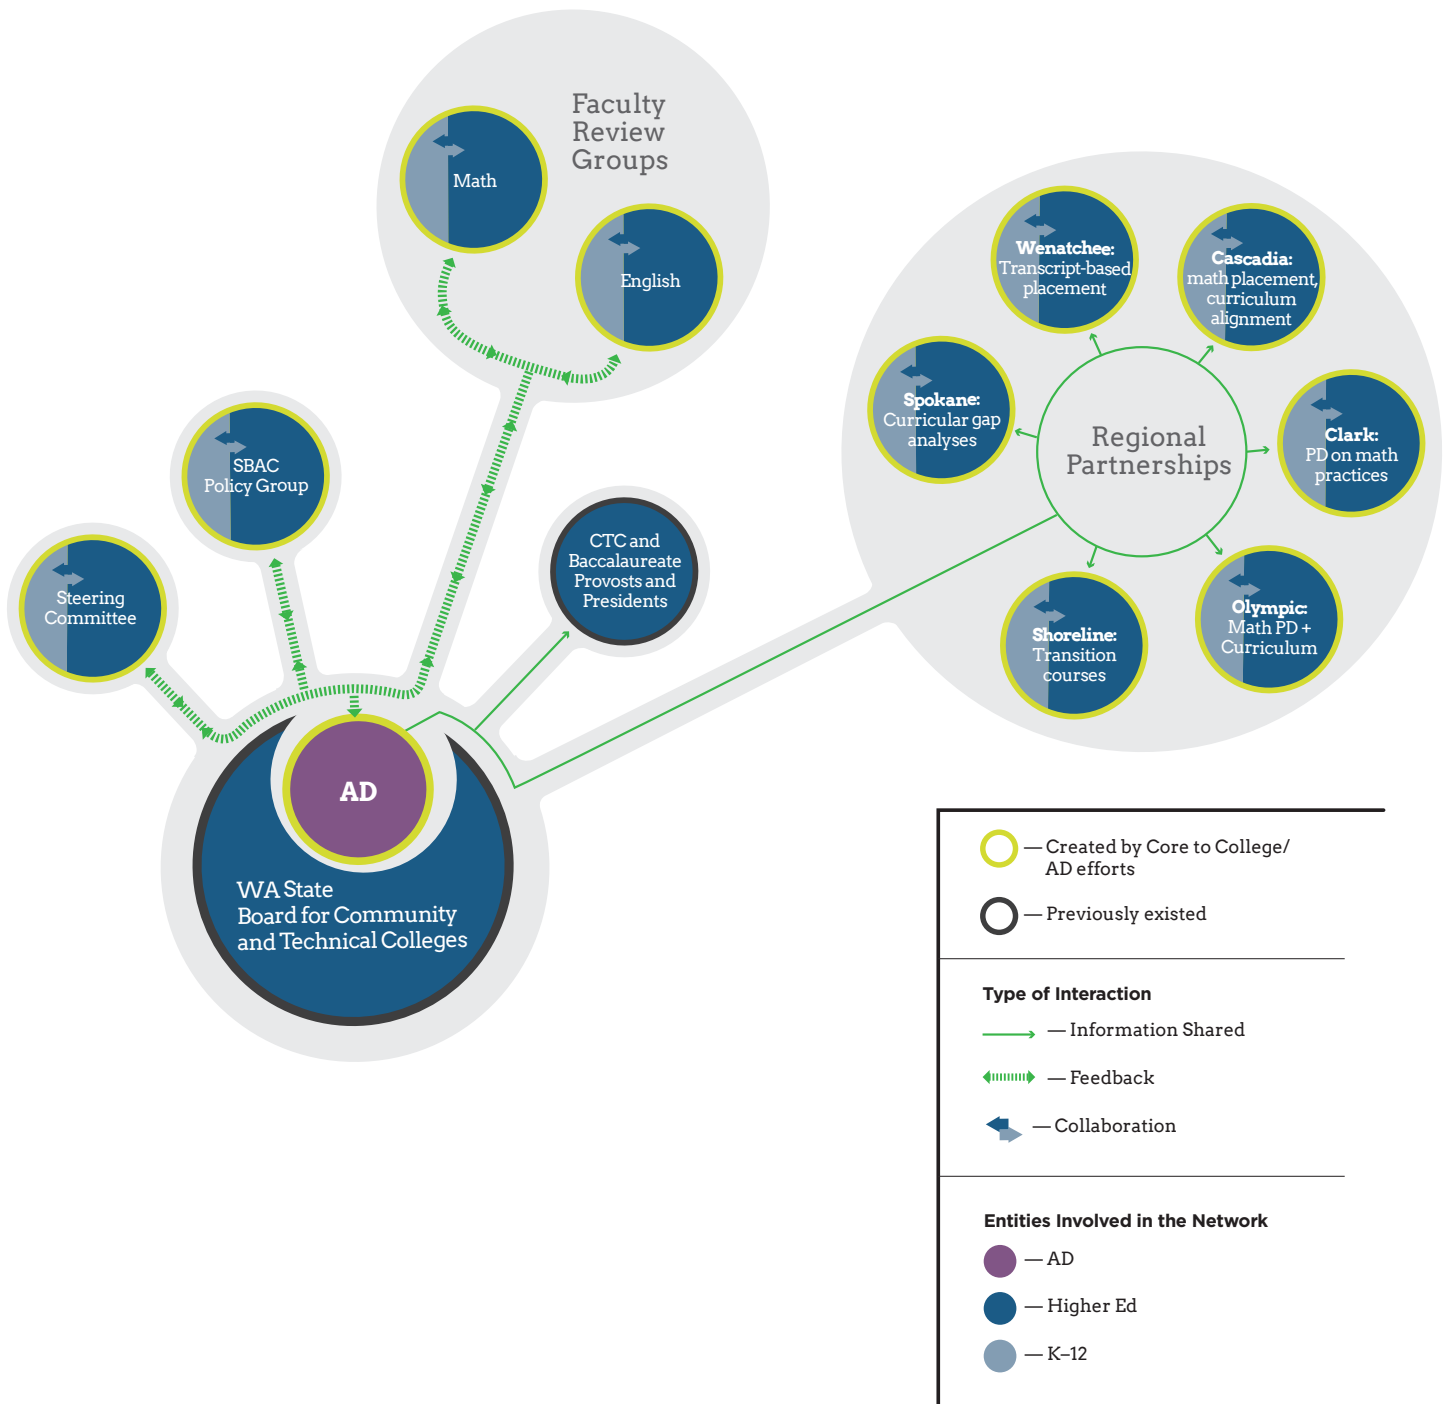 Faculty
Review
Groups
Math
English
Wenatchee:
Transcript-based
placement
Cascadia:
math placement,
curriculum
alignment
Spokane:
Curricular gap
analyses
Regional
Partnerships
Clark:
PD on math
practices
Shoreline:
Transition
courses
Olympic:
Math PD +
Curriculum
SBAC
Policy Group
Steering
Committee
CTC and
Baccalaureate
Provosts and
Presidents
AD
WA State
Board for Community
and Technical Colleges
— Created by Core to College/
AD efforts
— Previously existed
Type of Interaction
— Information Shared
— Feedback
— Collaboration
Entities Involved in the Network
— AD
— Higher Ed
— K–12